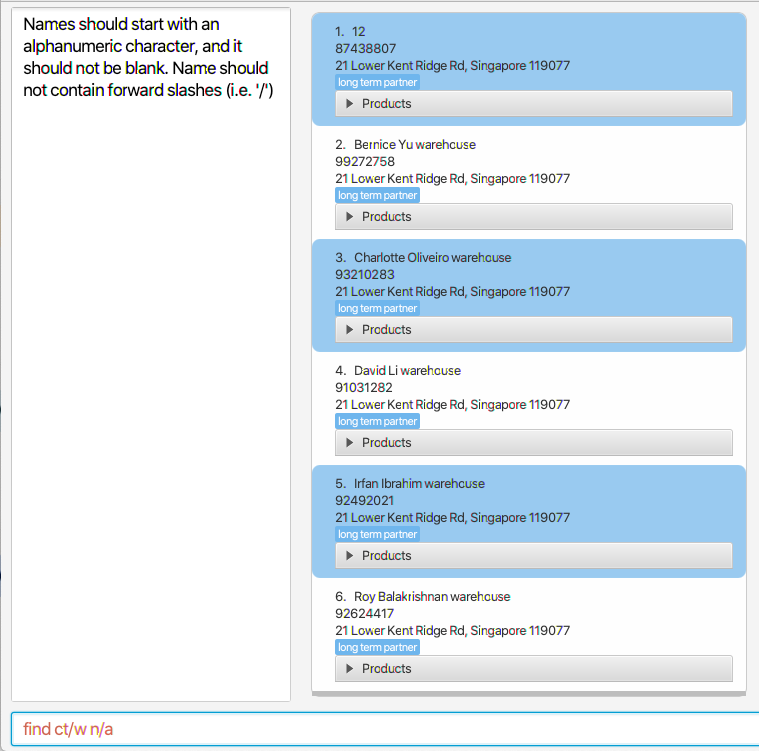 Names should start with an
alphanumeric character, and it
should not be blank. Name should
not contain forward slashes (i.e. '/')
1. 12
87438807
21 Lower Kent Ridge Rd, Singapore 119077
long term partner
Products
2. Bernice Yu warehouse
99272758
21 Lower Kent Ridge Rd, Singapore 119077
long term partner
Products
3. Charlotte Oliveiro warehouse
93210283
21 Lower Kent Ridge Rd, Singapore 119077
long term partner
Products
4. David Li warehouse
91031282
21 Lower Kent Ridge Rd, Singapore 119077
long term partner
Products
5. Irfan Ibrahim warehouse
92492021
21 Lower Kent Ridge Rd, Singapore 119077
long term partner
Products
6. Roy Balakrishnan warehouse
92624417
21 Lower Kent Ridge Rd, Singapore 119077
long term partner
Products
find ct/w n/a